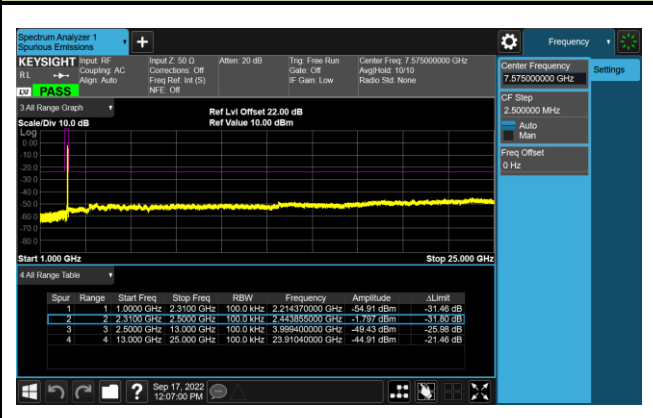 Spectrum Analyzer 1
Spurious Emissions
Frequency
KEYSIGHT Input: RF Input Z: 50 Ω Atten: 20 dB Trig: Free Run Center Freq: 7.575000000 GHz
RL Coupling: AC Corrections: Off Gate: Off Avg|Hold: 10/10
Align: Auto Freq Ref: Int (S) IF Gain: Low Radio Std: None
NFE: Off
LXI PASS
3 All Range Graph
Ref Lvl Offset 22.00 dB
Scale/Div 10.0 dB Ref Value 10.00 dBm
Log
0.00
-10.0
-20.0
-30.0
-40.0
-50.0
-60.0
-70.0
-80.0
Start 1.000 GHz Stop 25.000 GHz
4 All Range Table
Spur Range Start Freq Stop Freq RBW Frequency Amplitude ΔLimit
1 1 1.0000 GHz 2.3100 GHz 100.0 kHz 2.214370000 GHz -54.91 dBm -31.46 dB
2 2 2.3100 GHz 2.5000 GHz 100.0 kHz 2.443855000 GHz -1.797 dBm -31.80 dB
3 3 2.5000 GHz 13.000 GHz 100.0 kHz 3.999400000 GHz -49.43 dBm -25.98 dB
4 4 13.000 GHz 25.000 GHz 100.0 kHz 23.91040000 GHz -44.91 dBm -21.46 dB
Center Frequency
7.575000000 GHz
Settings
CF Step
2.500000 MHz
Auto
Man
Freq Offset
0 Hz
?
Sep 17, 2022
12:07:00 PM